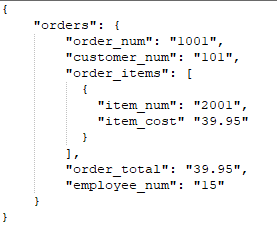 {
"orders": {
"order_num": "1001",
"customer_num": "101",
"order_items": [
{
"item_num": "2001",
"item_cost" "39.95"
}
],
"order_total": "39.95",
"employee_num": "15"
}
}